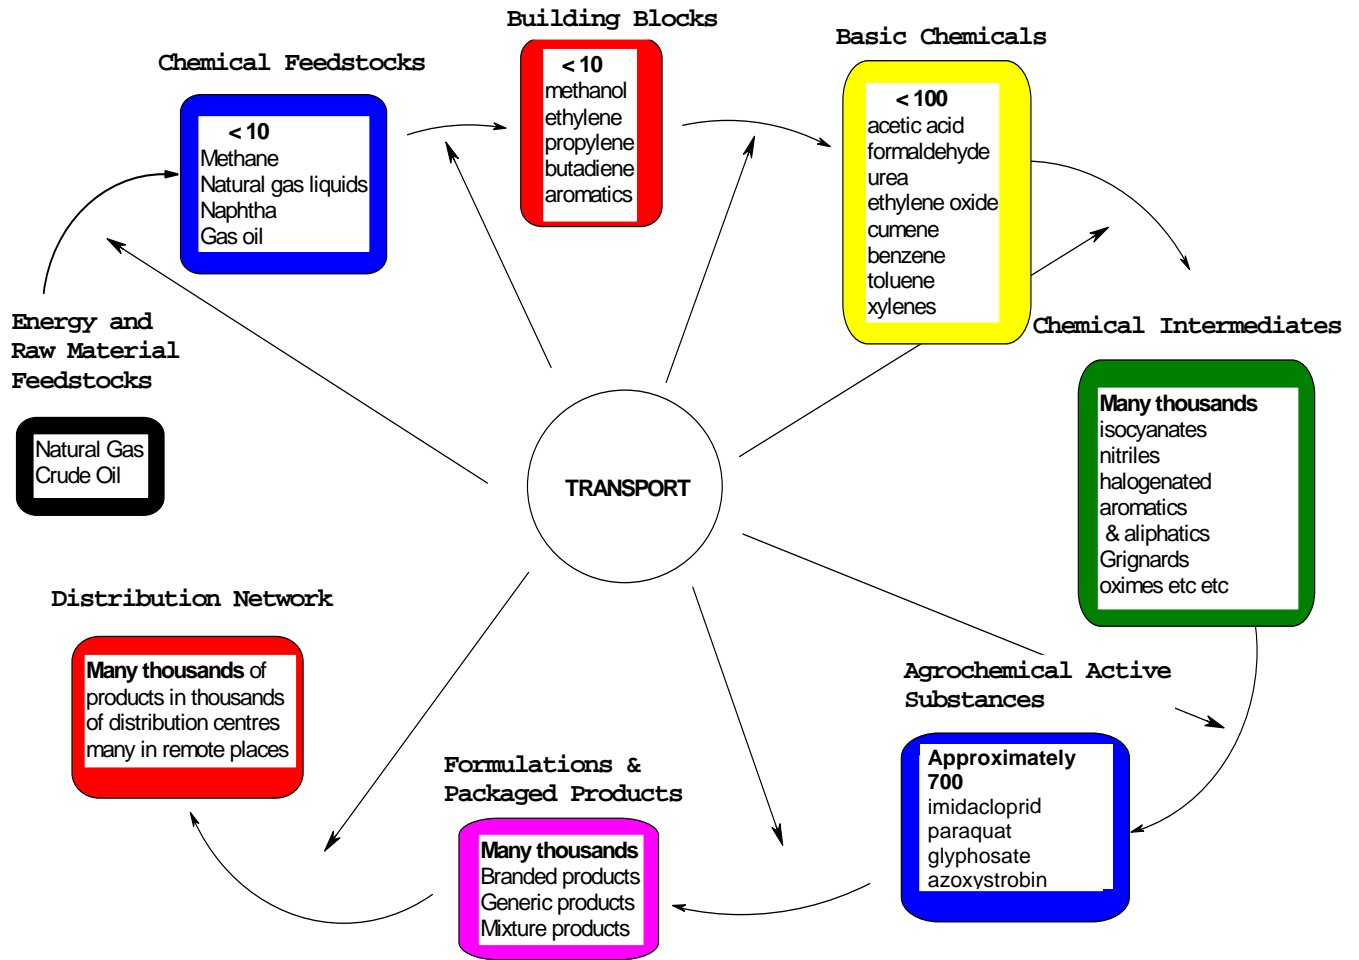 Building Blocks
< 10
methanol
ethylene
propylene
butadiene
aromatics
Basic Chemicals
< 100
acetic acid
formaldehyde
urea
ethylene oxide
cumene
benzene
toluene
xylenes
Chemical Feedstocks
< 10
Methane
Natural gas liquids
Naphtha
Gas oil
Energy and
Raw Material
Feedstocks
Natural Gas
Crude Oil
Chemical Intermediates
Many thousands
isocyanates
nitriles
halogenated
aromatics
& aliphatics
Grignards
oximes etc etc
TRANSPORT
Distribution Network
Many thousands of
products in thousands
of distribution centres
many in remote places
Agrochemical Active
Substances
Approximately
700
imidacloprid
paraquat
glyphosate
azoxystrobin
Formulations &
Packaged Products
Many thousands
Branded products
Generic products
Mixture products